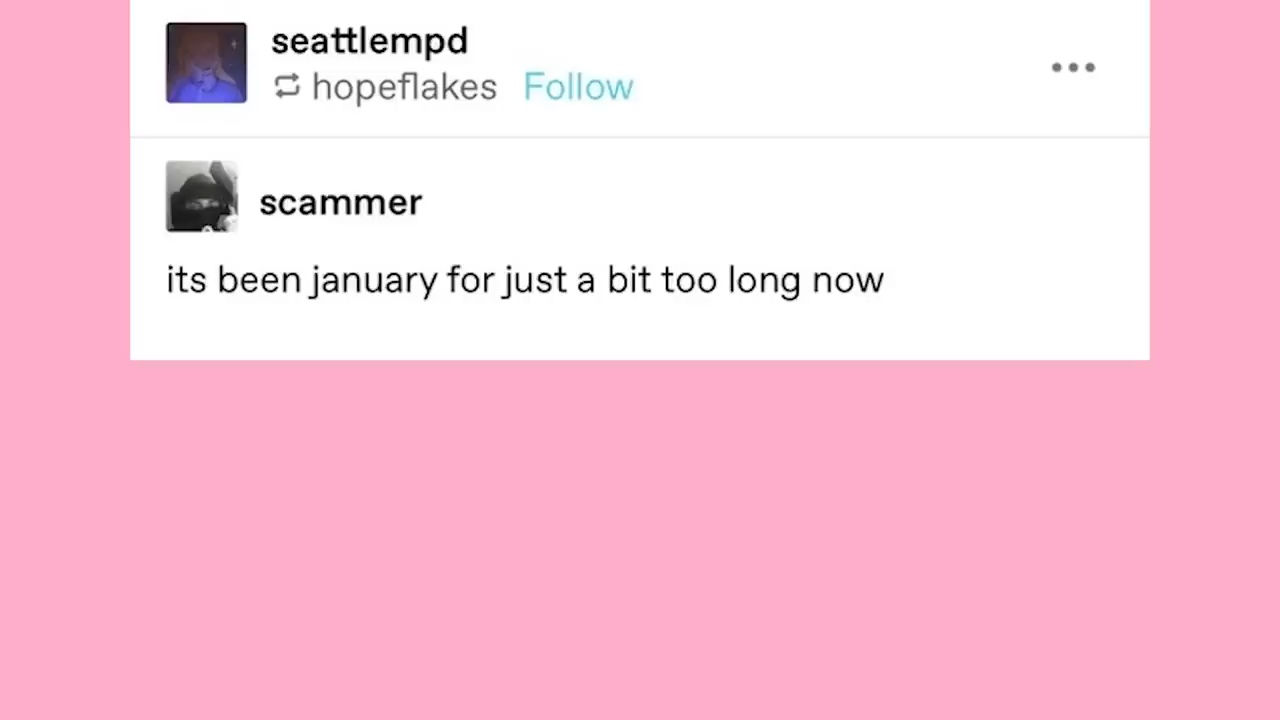 seattlempd
hopeflakes Follow
scammer
its been january for just a bit too long now